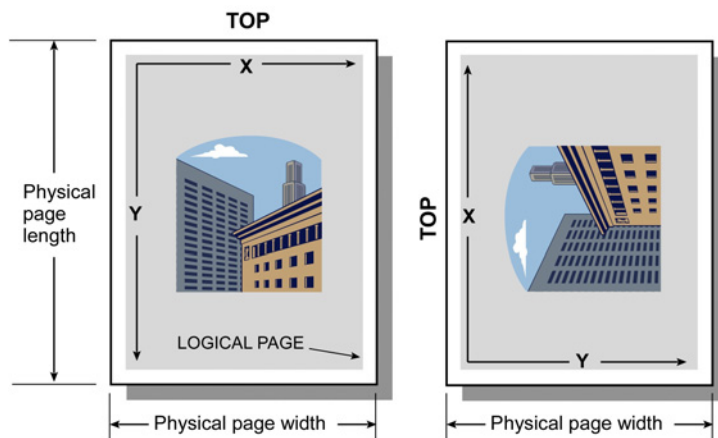 TOP
X
Physical
page
length
Y
LOGICAL PAGE
Physical page width
TOP
X
Y
Physical page width